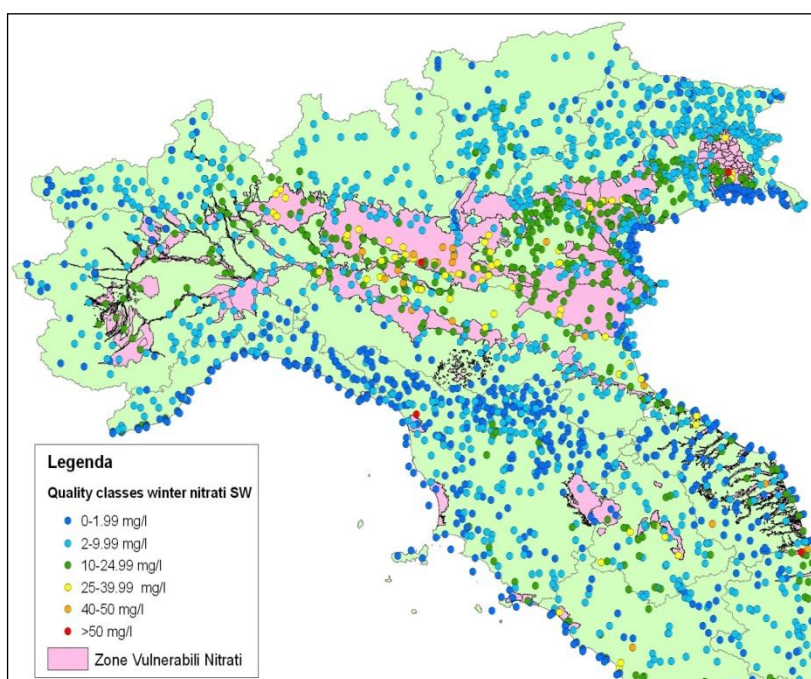 Legenda
Quality classes winter nitrati SW
0-1.99 mg/l
2-9.99 mg/l
10-24.99 mg/l
25-39.99 mg/l
40-50 mg/l
>50 mg/l
Zone Vulnerabili Nitrati